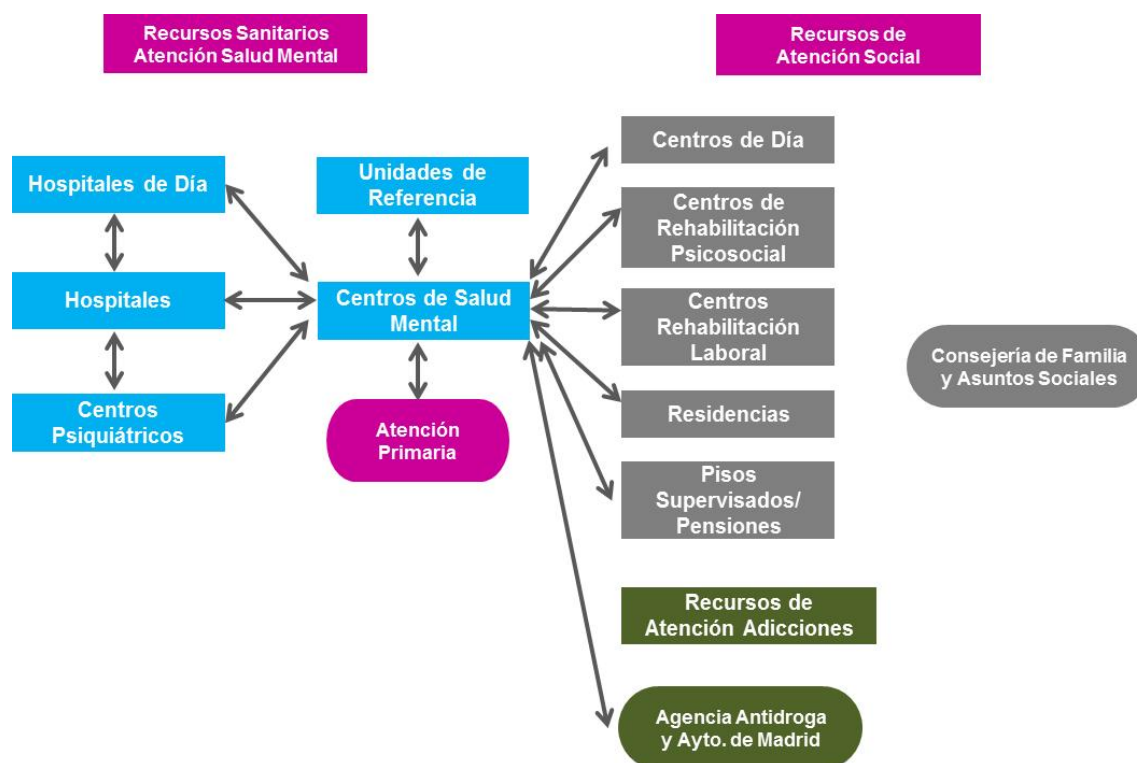 Recursos Sanitarios
Atención Salud Mental
Recursos de
Atención Social
Hospitales de Día
Hospitales
Centros
Psiquiátricos
Unidades de
Referencia
Centros de Salud
Mental
Atención
Primaria
Centros de Día
Centros de
Rehabilitación
Psicosocial
Centros
Rehabilitación
Laboral
Residencias
Pisos
Supervisados/
Pensiones
Consejería de Familia
y Asuntos Sociales
Recursos de
Atención Adicciones
Agencia Antidroga
y Ayto. de Madrid